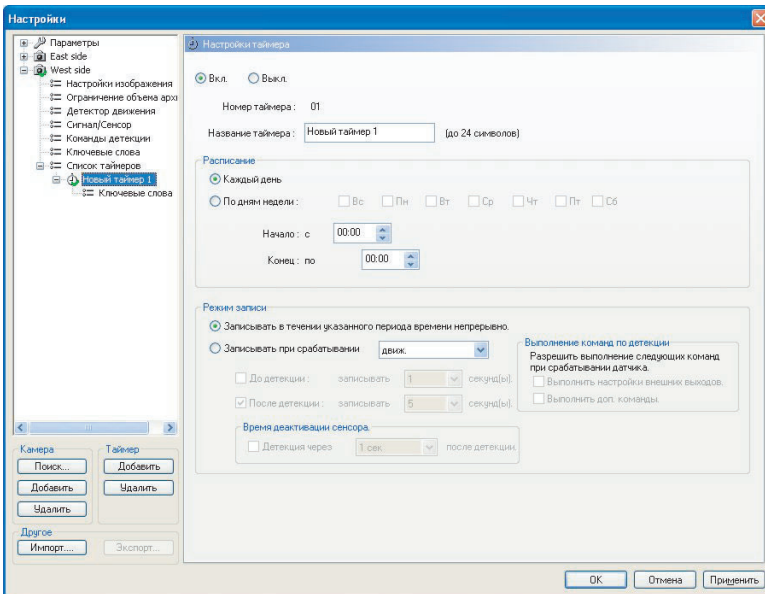 Настройки
Параметры
East side
West side
Настройки изображения
Ограничение объема архи
Детектор движения
Сигнал/Сенсор
Команды детекции
Ключевые слова
Список таймеров
Новый таймер 1
Ключевые слова
Камера
Поиск...
Добавить
Удалить
Таймер
Добавить
Удалить
Другое
Импорт....
Экспорт...
Настройки таймера
Вкл. Выкл.
Номер таймера : 01
Название таймера : Новый таймер 1 (до 24 символов)
Расписание
Каждый день
По дням недели : Вс Пн Вт Ср Чт Пт Сб
Начало : с 00:00
Конец : по 00:00
Режим записи
Записывать в течении указанного периода времени непрерывно.
Записывать при срабатывании движ.
До детекции : записывать 1 секунд(ы).
После детекции : записывать 5 секунд(ы).
Время деактивации сенсора.
Детекция через 1 сек после детекции.
Выполнение команд по детекции
Разрешить выполнение следующих команд
при срабатывании датчика.
Выполнить настройки внешних выходов.
Выполнить доп. команды.
OK Отмена Применить